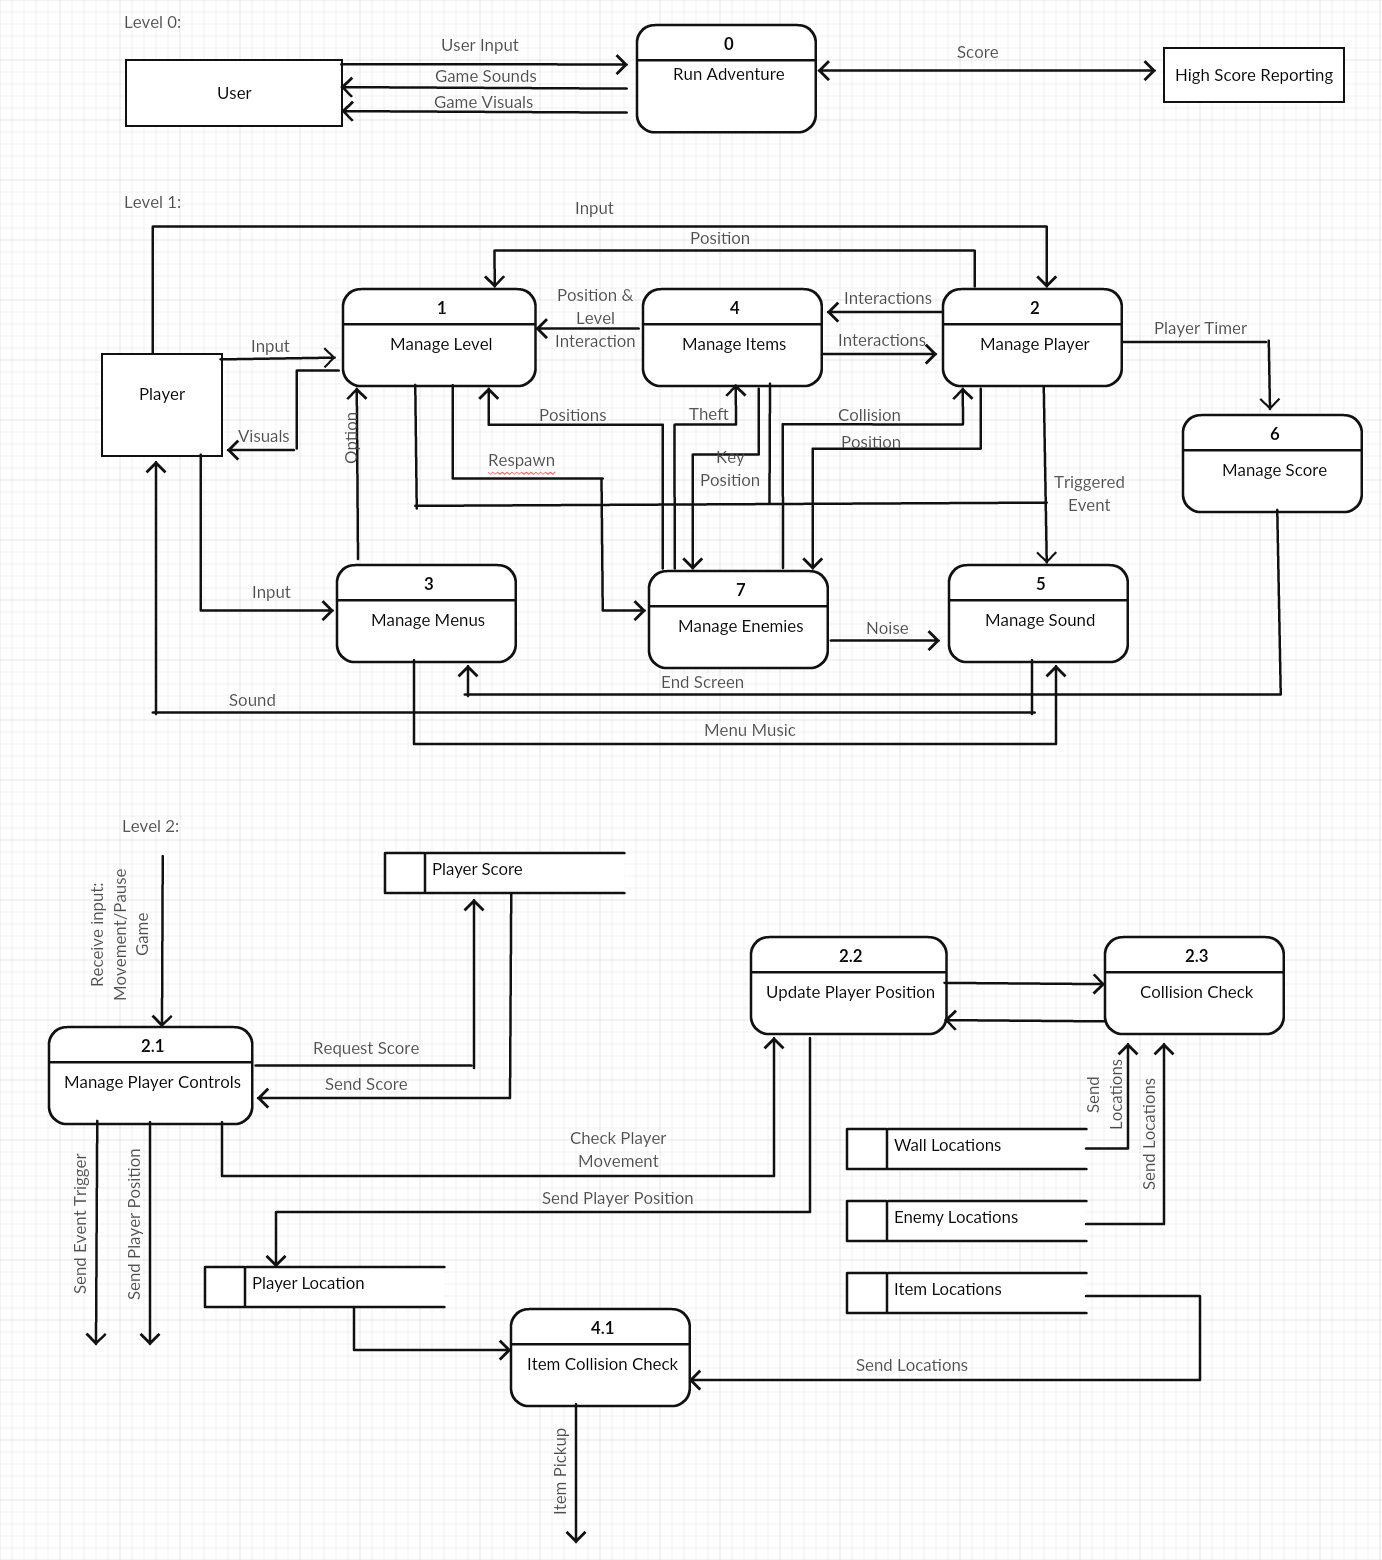 Level 0:
User Input
0
Score
Game Sounds
Run Adventure
High Score Reporting
User
Game Visuals
Level 1:
Input
Position
Position &
Level
Interaction
Interactions
1
4
2
Player Timer
Input
Manage Level
Manage Items
Interactions
Manage Player
Player
Option
Positions
Theft
Collision
Visuals
6
Position
Respawn
Key
Position
Manage Score
Triggered
Event
3
7
5
Input
Manage Menus
Manage Enemies
Noise
Manage Sound
End Screen
Sound
Menu Music
Level 2:
Player Score
Receive input:
Movement/Pause
Game
2.2
2.3
Update Player Position
Collision Check
2.1
Request Score
Manage Player Controls
Send Score
Send
Locations
Send Locations
Check Player
Movement
Wall Locations
Send Event Trigger
Send Player Position
Send Player Position
Enemy Locations
Player Location
Item Locations
4.1
Item Collision Check
Send Locations
Item Pickup